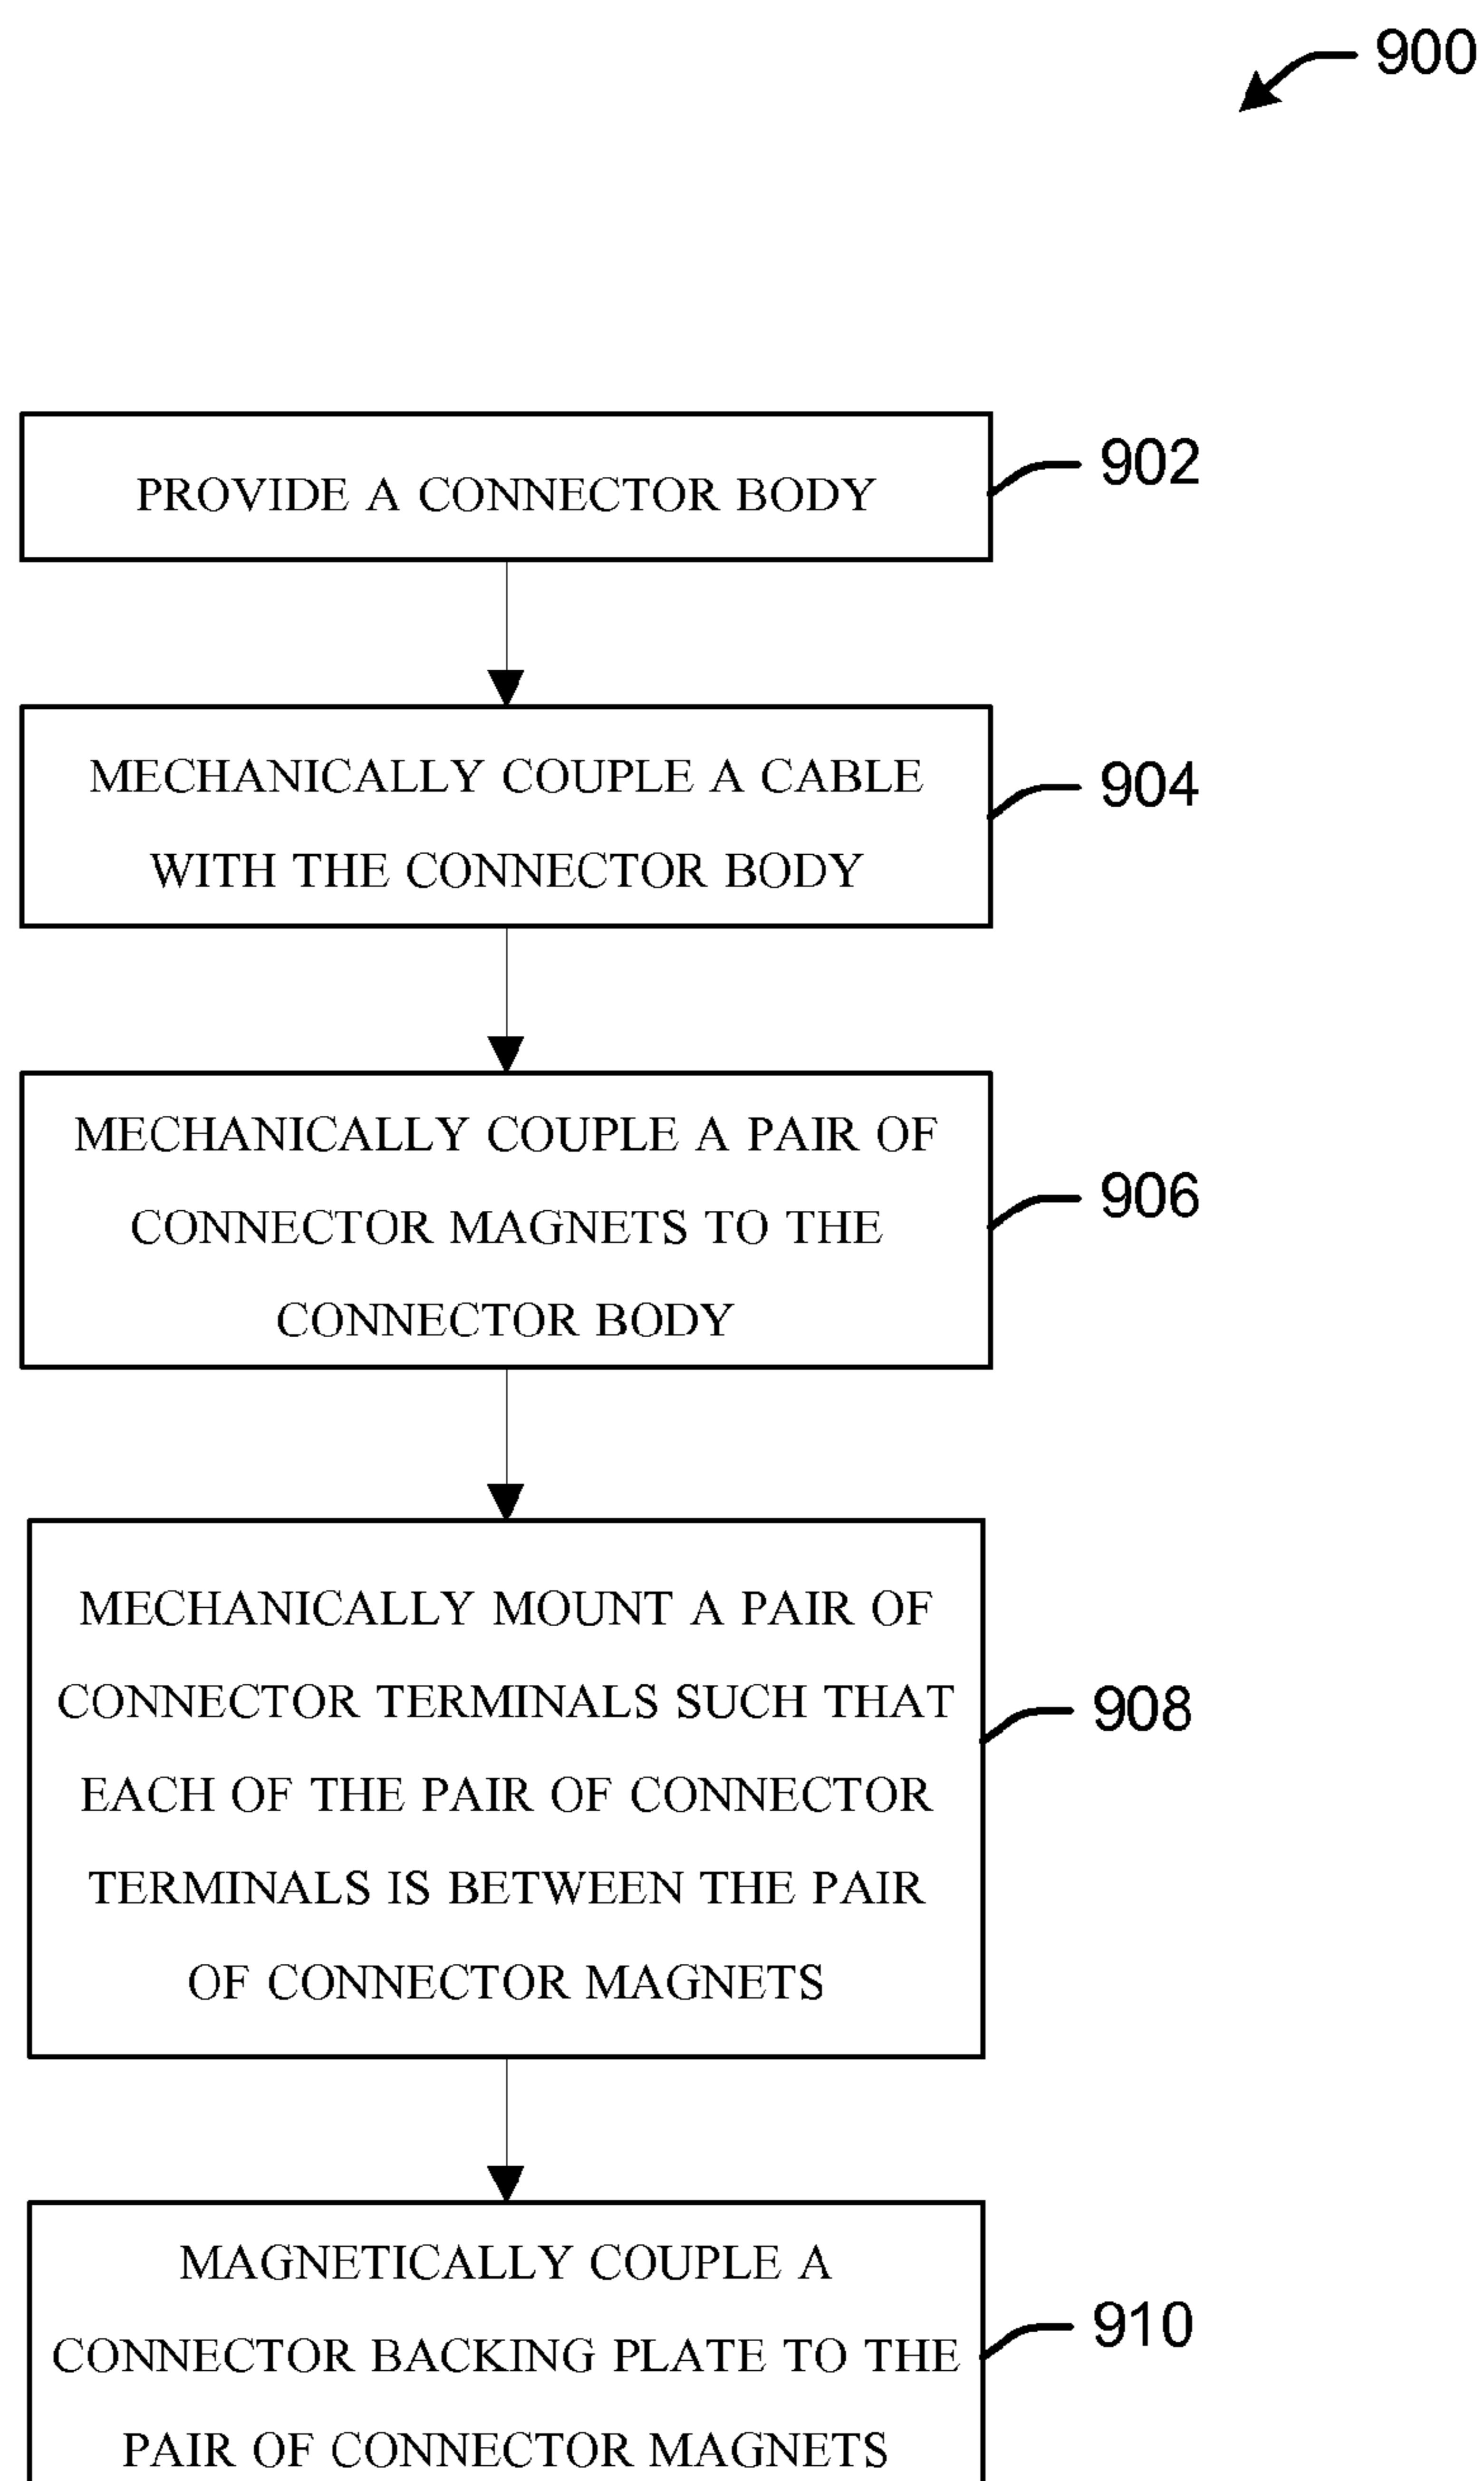 900
PROVIDE A CONNECTOR BODY
902
MECHANICALLY COUPLE A CABLE
WITH THE CONNECTOR BODY
904
MECHANICALLY COUPLE A PAIR OF
CONNECTOR MAGNETS TO THE
CONNECTOR BODY
906
MECHANICALLY MOUNT A PAIR OF
CONNECTOR TERMINALS SUCH THAT
EACH OF THE PAIR OF CONNECTOR
TERMINALS IS BETWEEN THE PAIR
OF CONNECTOR MAGNETS
908
MAGNETICALLY COUPLE A
CONNECTOR BACKING PLATE TO THE
PAIR OF CONNECTOR MAGNETS
910